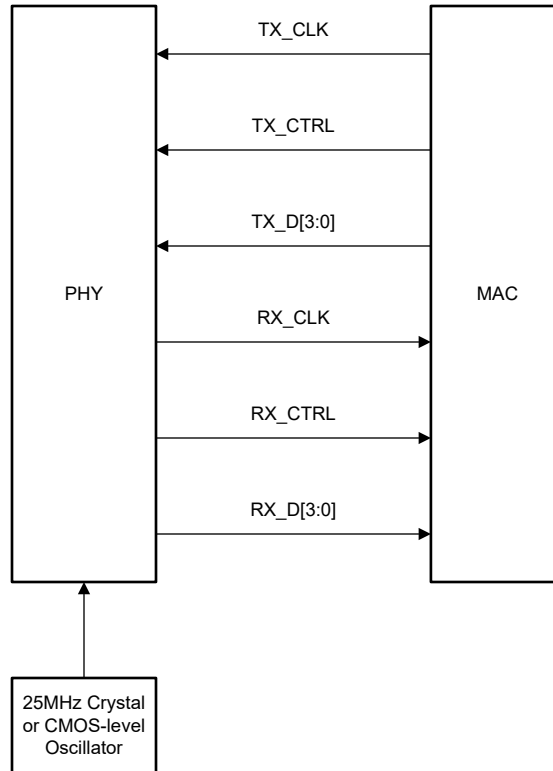 TX_CLK
TX_CTRL
TX_D[3:0]
PHY
MAC
RX_CLK
RX_CTRL
RX_D[3:0]
25MHz Crystal
or CMOS-level
Oscillator